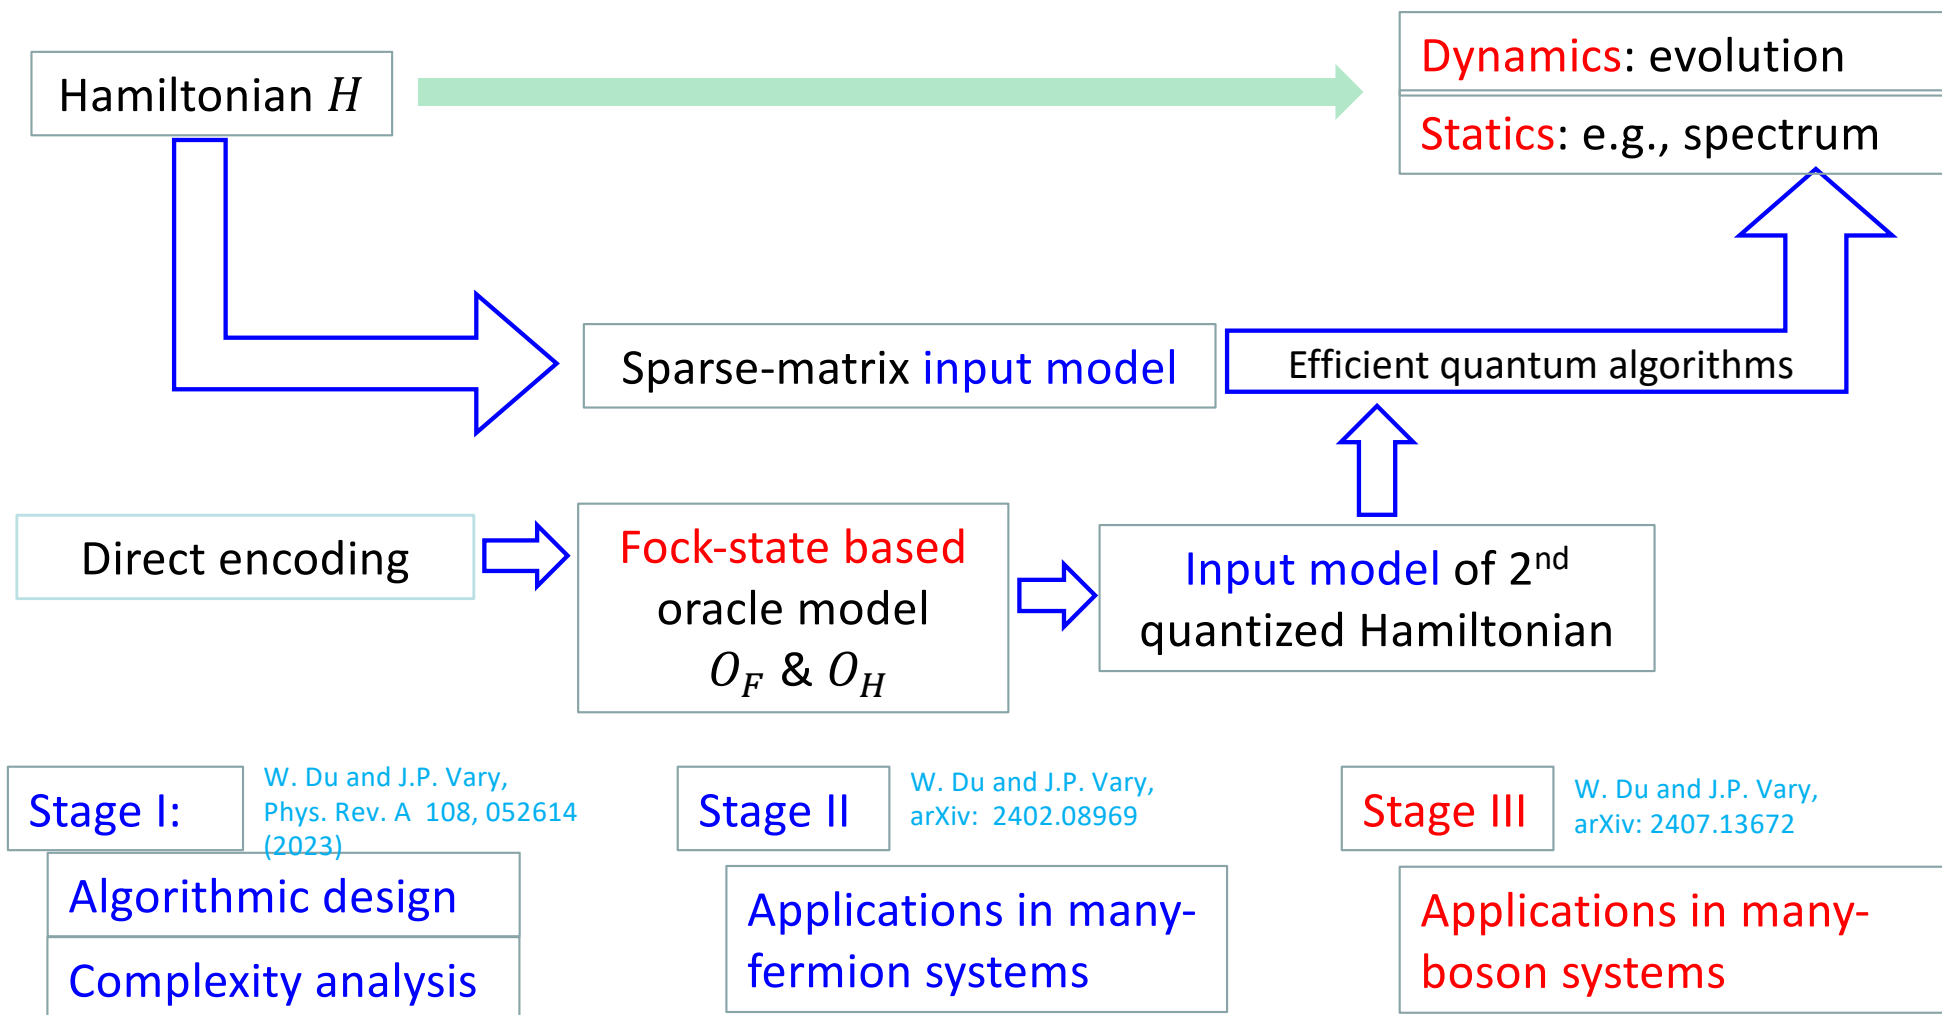 Hamiltonian H
Dynamics: evolution
Statics: e.g., spectrum
Sparse-matrix input model
Efficient quantum algorithms
Direct encoding
Fock-state based
oracle model
O_F & O_H
Input model of 2nd
quantized Hamiltonian
Stage I:
W. Du and J.P. Vary,
Phys. Rev. A 108, 052614
(2023)
Algorithmic design
Complexity analysis
Stage II
W. Du and J.P. Vary,
arXiv: 2402.08969
Applications in many-
fermion systems
Stage III
W. Du and J.P. Vary,
arXiv: 2407.13672
Applications in many-
boson systems